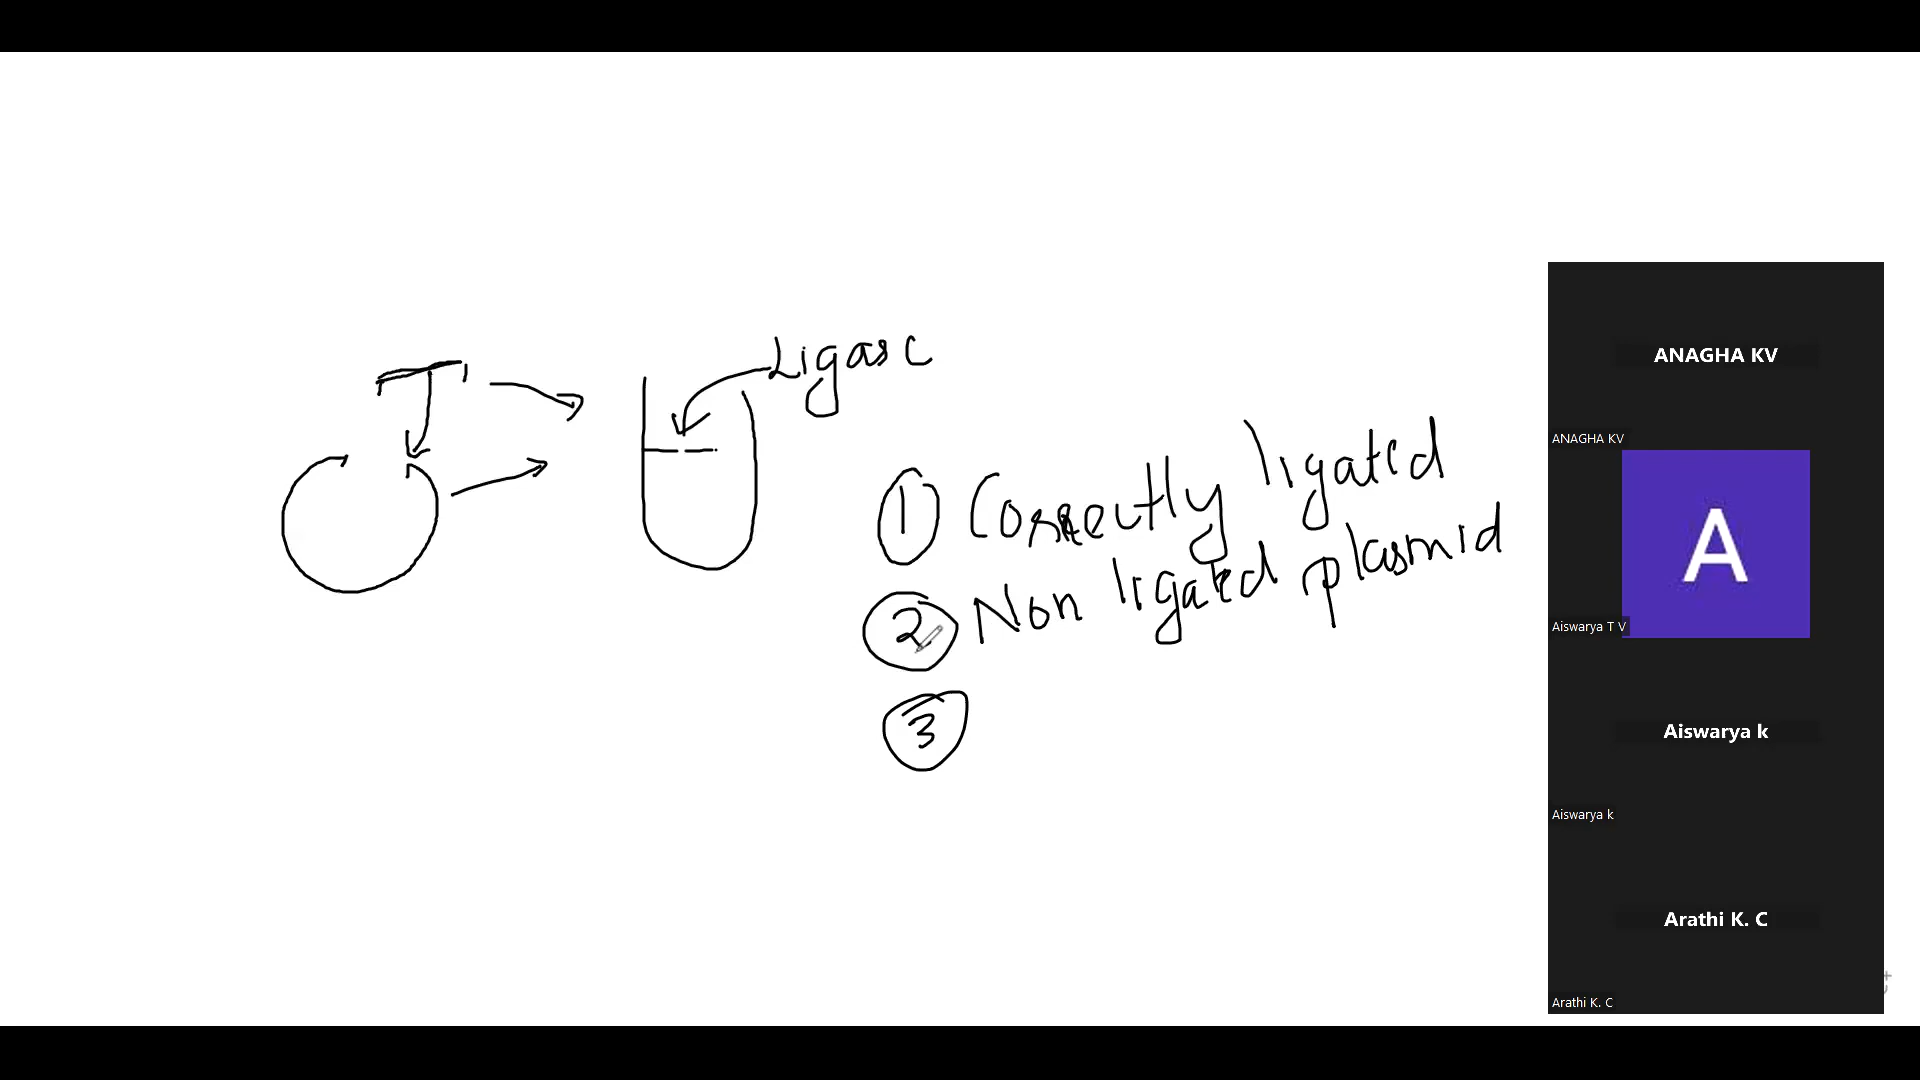 Ligase
① Correctly ligated
② Non ligated plasmid
③
ANAGHA KV
ANAGHA KV
A
Aiswarya T V
Aiswarya k
Aiswarya k
Arathi K. C
Arathi K. C